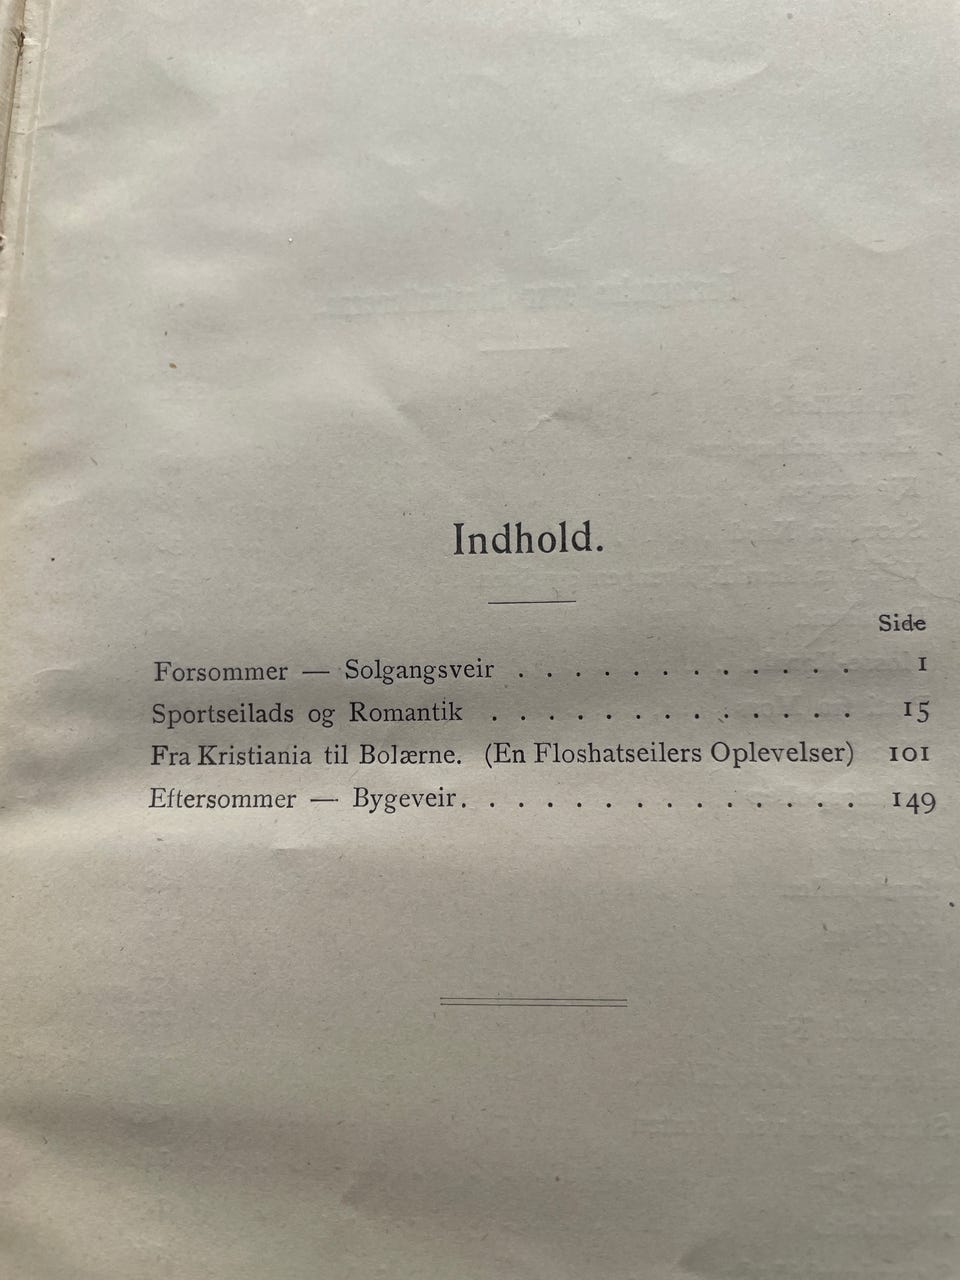 Indhold.
Side
Forsommer — Solgangsveir . . . . . . . . . . . . 1
Sportseilads og Romantik . . . . . . . . . . . . . 15
Fra Kristiania til Bolærne. (En Floshatseilers Oplevelser) 101
Eftersommer — Bygeveir. . . . . . . . . . . . . . . 149